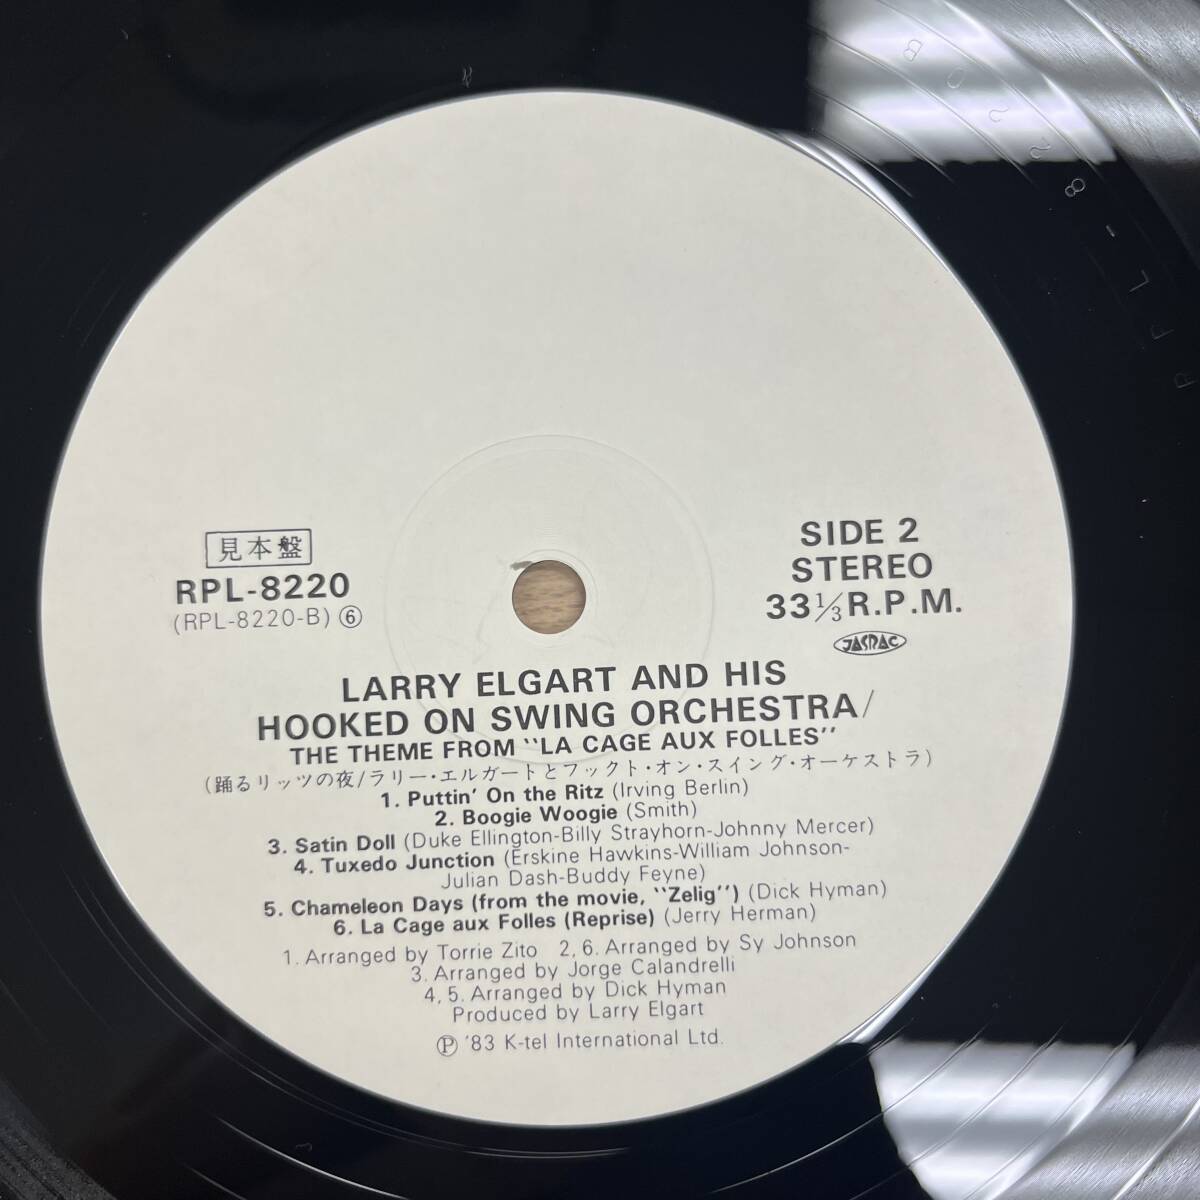 見本盤
RPL-8220
(RPL-8220-B) ⑥
SIDE 2
STEREO
33 1/3 R.P.M.
JASRAC
LARRY ELGART AND HIS
HOOKED ON SWING ORCHESTRA/
THE THEME FROM "LA CAGE AUX FOLLES"
(踊るリッツの夜/ラリー・エルガートとフックト・オン・スイング・オーケストラ)
1. Puttin' On the Ritz (Irving Berlin)
2. Boogie Woogie (Smith)
3. Satin Doll (Duke Ellington-Billy Strayhorn-Johnny Mercer)
4. Tuxedo Junction (Erskine Hawkins-William Johnson-
Julian Dash-Buddy Feyne)
5. Chameleon Days (from the movie, "Zelig") (Dick Hyman)
6. La Cage aux Folles (Reprise) (Jerry Herman)
1. Arranged by Torrie Zito 2, 6. Arranged by Sy Johnson
3. Arranged by Jorge Calandrelli
4, 5. Arranged by Dick Hyman
Produced by Larry Elgart
Ⓟ '83 K-tel International Ltd.